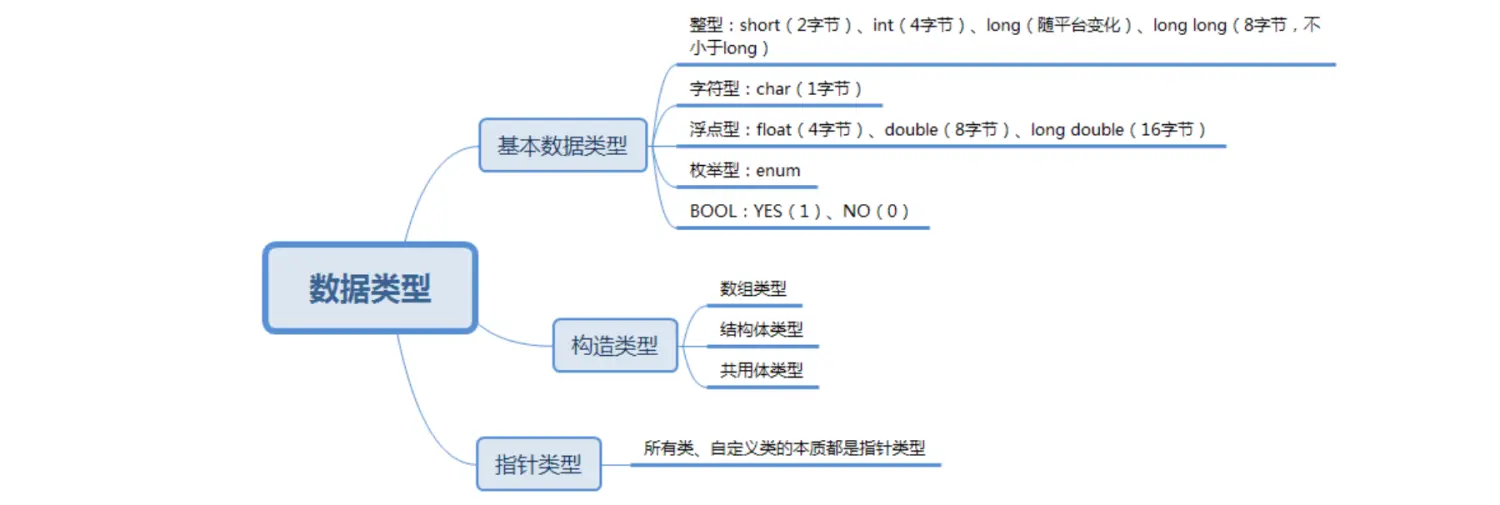 数据类型
基本数据类型
整型：short（2字节）、int（4字节）、long（随平台变化）、long long（8字节，不
小于long）
字符型：char（1字节）
浮点型：float（4字节）、double（8字节）、long double（16字节）
枚举型：enum
BOOL：YES（1）、NO（0）
构造类型
数组类型
结构体类型
共用体类型
指针类型
所有类、自定义类的本质都是指针类型